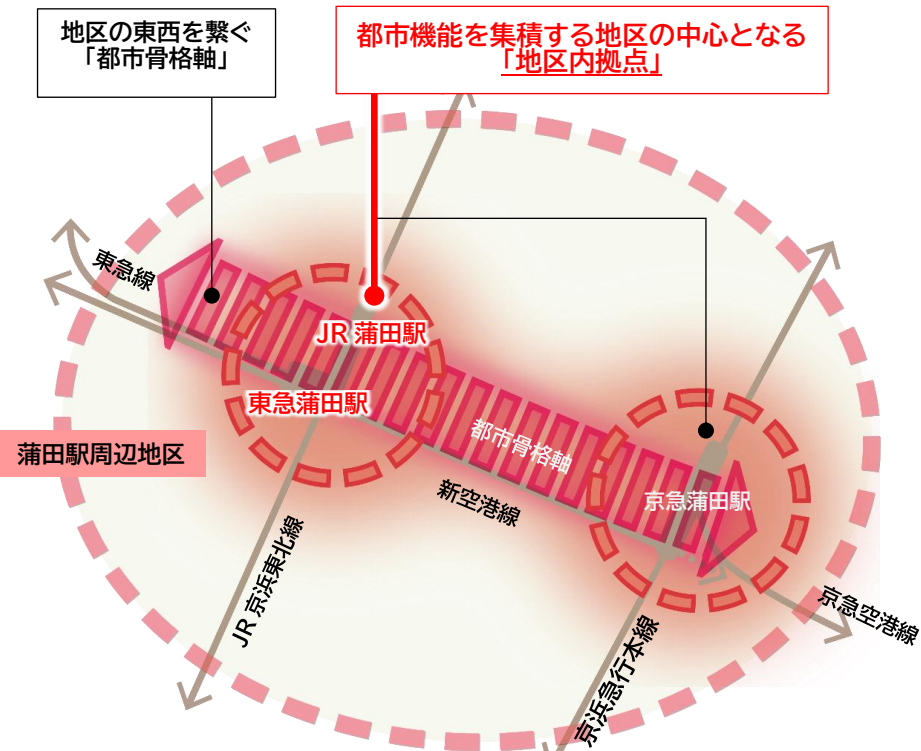 地区の東西を繋ぐ
「都市骨格軸」
都市機能を集積する地区の中心となる
「地区内拠点」
東急線
JR 蒲田駅
東急蒲田駅
都市骨格軸
蒲田駅周辺地区
新空港線
京急蒲田駅
JR 京浜東北線
京浜急行本線
京急空港線